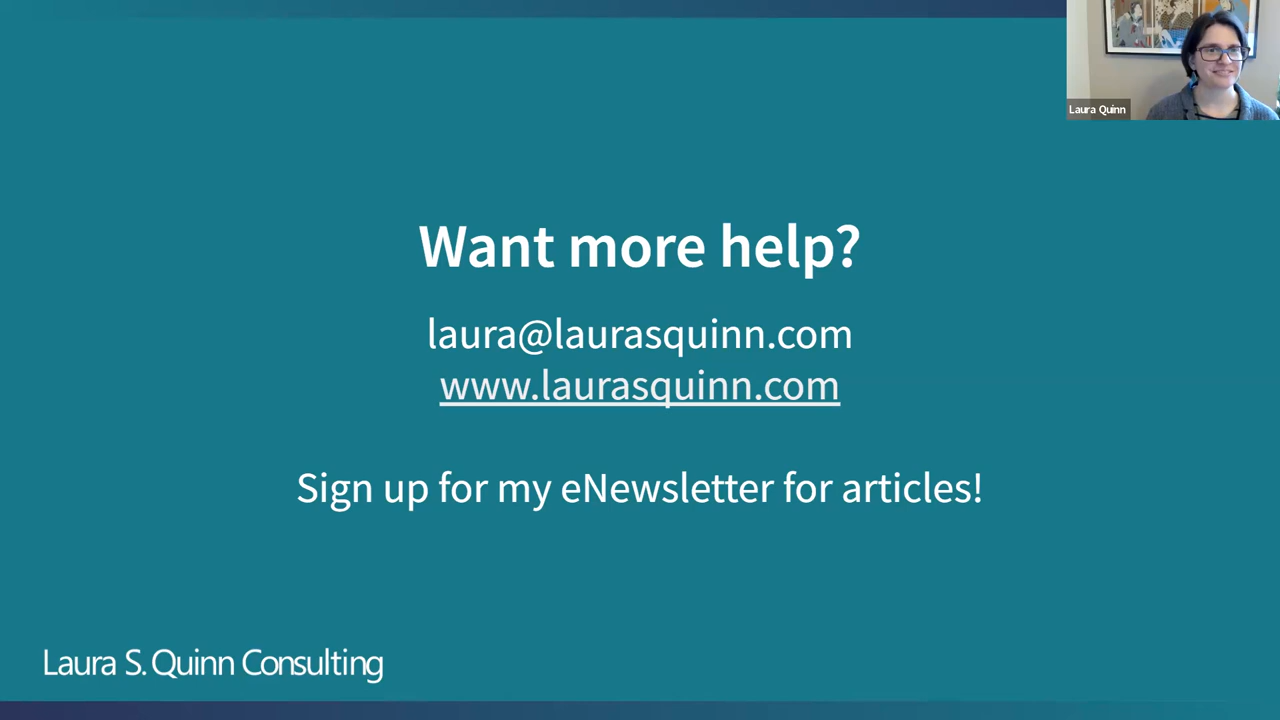 Laura Quinn
Want more help?
laura@laurasquinn.com
www.laurasquinn.com
Sign up for my eNewsletter for articles!
Laura S. Quinn Consulting